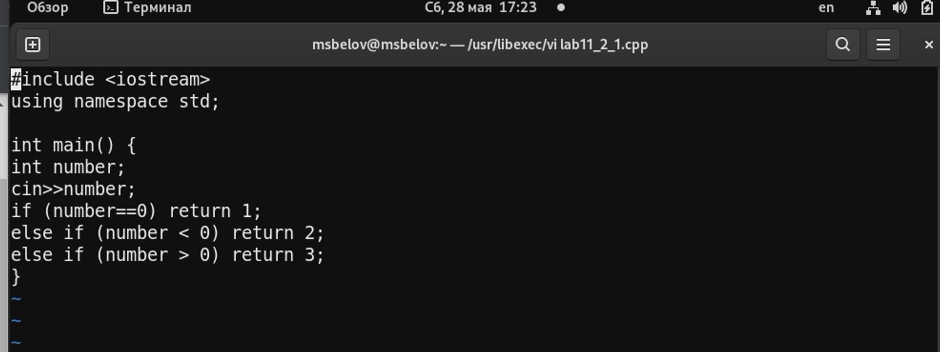 Обзор Терминал Сб, 28 мая 17:23 en
msbelov@msbelov:~ — /usr/libexec/vi lab11_2_1.cpp
#include <iostream>
using namespace std;
int main() {
int number;
cin>>number;
if (number==0) return 1;
else if (number < 0) return 2;
else if (number > 0) return 3;
}
~
~
~